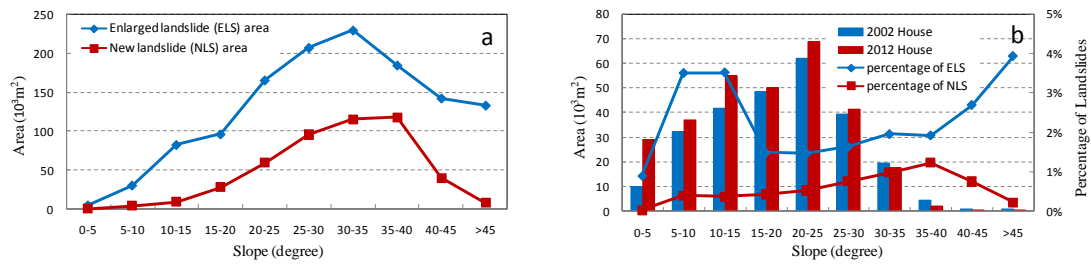 Enlarged landslide (ELS) area
New landslide (NLS) area
a
250
200
150
100
50
0
Area (10³m²)
0-5 5-10 10-15 15-20 20-25 25-30 30-35 35-40 40-45 >45
Slope (degree)
b
2002 House
2012 House
percentage of ELS
percentage of NLS
80
70
60
50
40
30
20
10
0
Area (10³m²)
5%
4%
3%
2%
1%
0%
Percentage of Landslides
0-5 5-10 10-15 15-20 20-25 25-30 30-35 35-40 40-45 >45
Slope (degree)